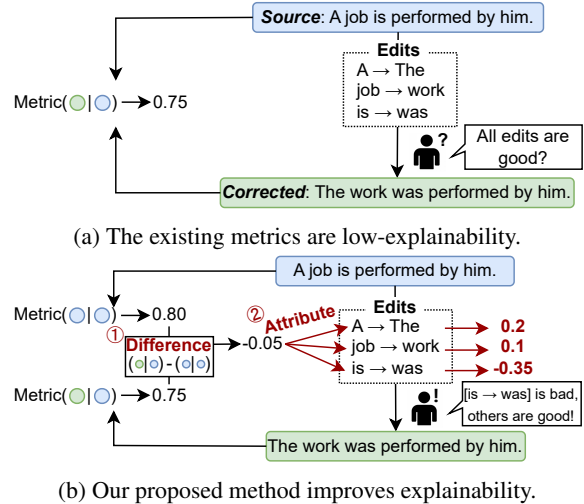 Source: A job is performed by him.
Edits
A → The
job → work
is → was
Metric( | ) → 0.75
?
All edits are
good?
Corrected: The work was performed by him.
(a) The existing metrics are low-explainability.
A job is performed by him.
Metric( | ) → 0.80
① Difference
( | ) - ( | )
-0.05
② Attribute
Edits
A → The → 0.2
job → work → 0.1
is → was → -0.35
Metric( | ) → 0.75
!
[is → was] is bad,
others are good!
The work was performed by him.
(b) Our proposed method improves explainability.